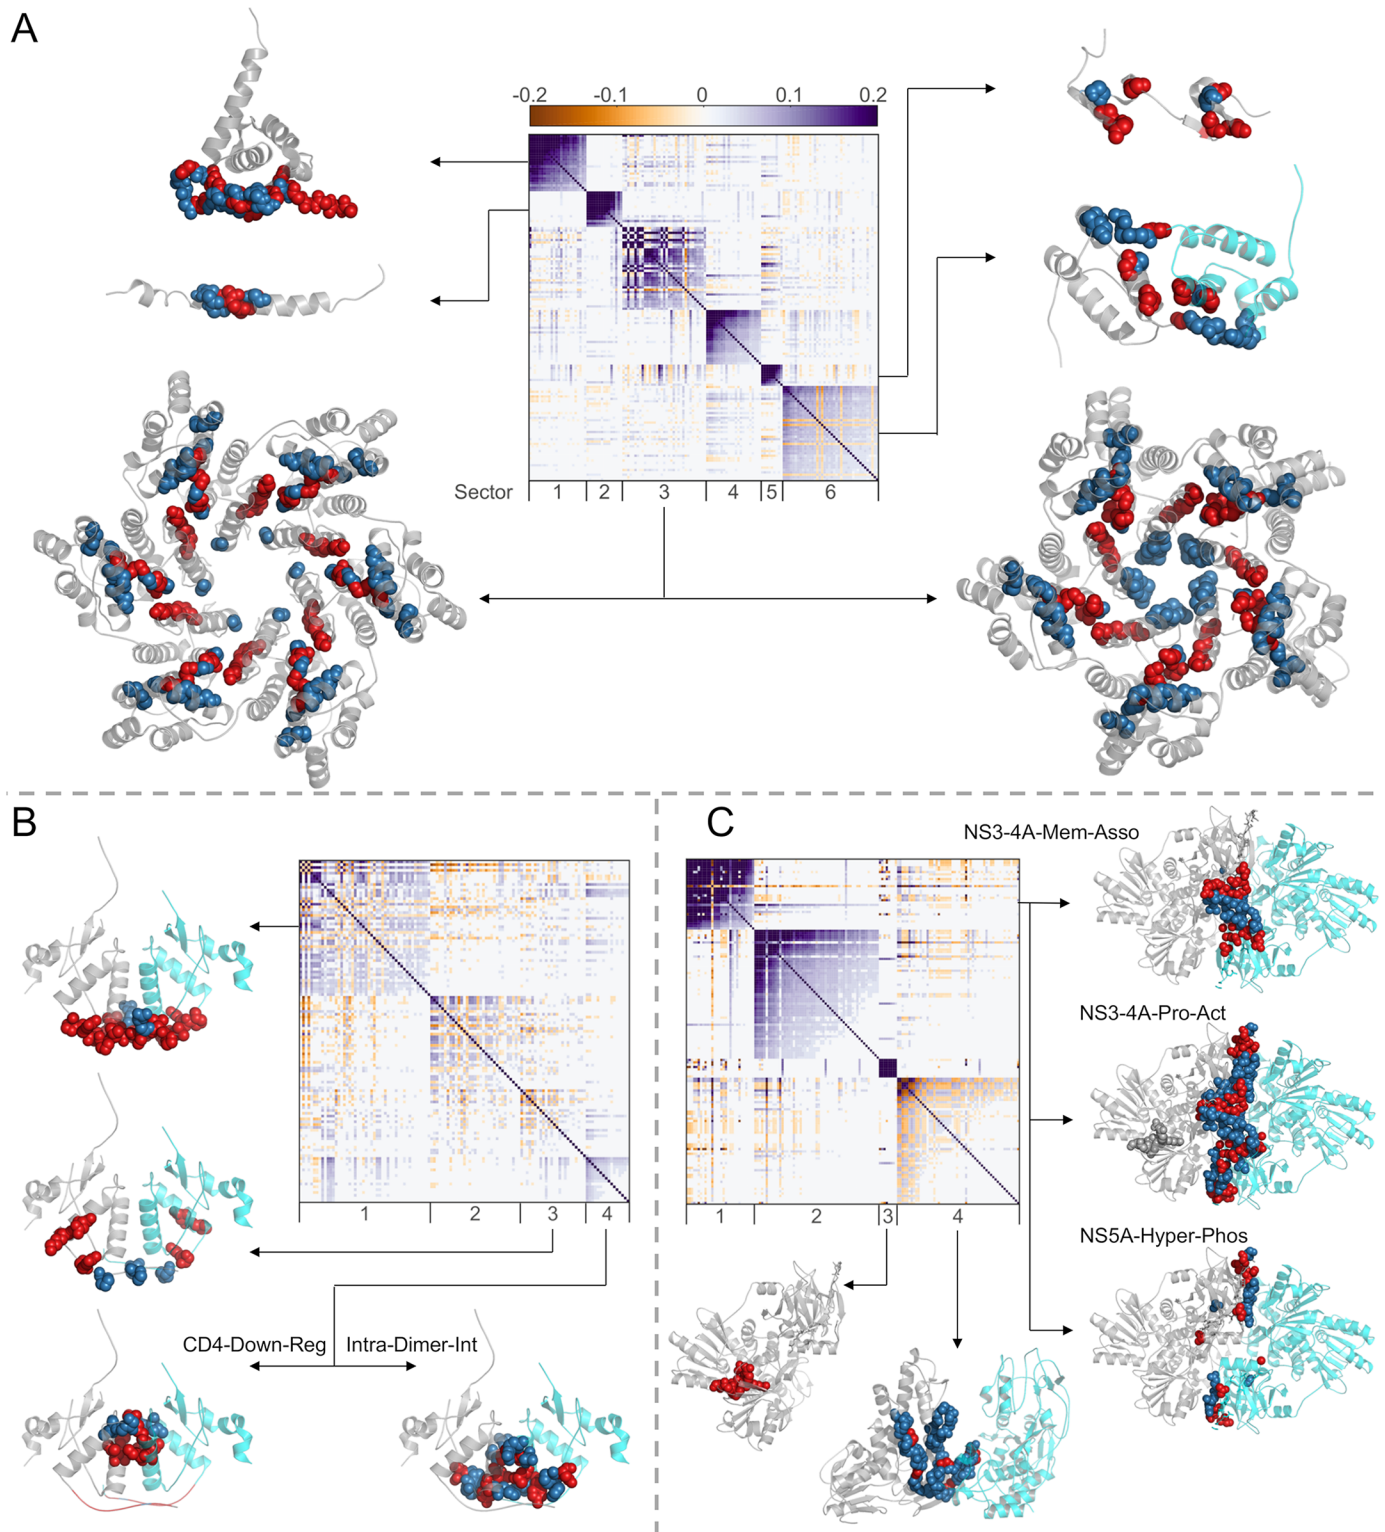 A
-0.2 -0.1 0 0.1 0.2
Sector 1 2 3 4 5 6
B
1 2 3 4
CD4-Down-Reg Intra-Dimer-Int
C
NS3-4A-Mem-Asso
NS3-4A-Pro-Act
NS5A-Hyper-Phos
1 2 3 4